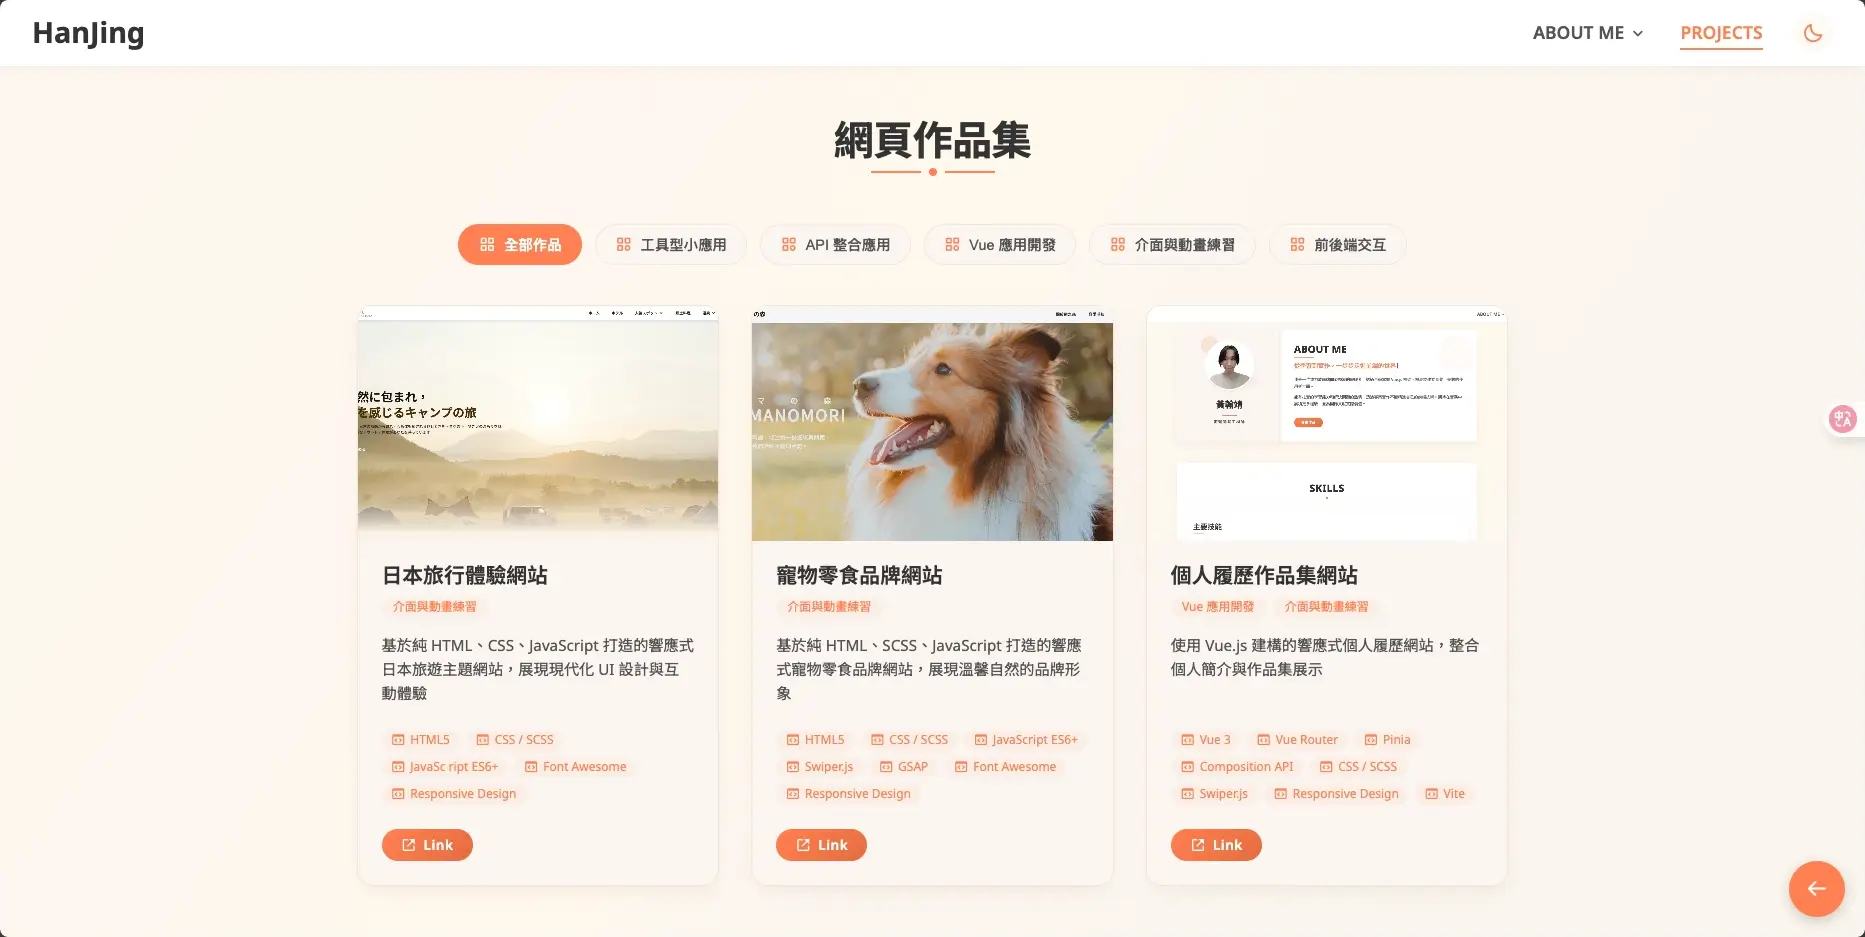 HanJing
ABOUT ME
PROJECTS
網頁作品集
全部作品
工具型小應用
API 整合應用
Vue 應用開發
介面與動畫練習
前後端交互
然に包まれ，
を感じるキャンプの旅
日本旅行體驗網站
介面與動畫練習
基於純 HTML、CSS、JavaScript 打造的響應式
日本旅遊主題網站，展現現代化 UI 設計與互
動體驗
HTML5
CSS / SCSS
JavaSc ript ES6+
Font Awesome
Responsive Design
Link
の森
マ の 森
MANOMORI
寵物零食品牌網站
介面與動畫練習
基於純 HTML、SCSS、JavaScript 打造的響應
式寵物零食品牌網站，展現溫馨自然的品牌形
象
HTML5
CSS / SCSS
JavaScript ES6+
Swiper.js
GSAP
Font Awesome
Responsive Design
Link
ABOUT ME
ABOUT ME
SKILLS
主要技能
個人履歷作品集網站
Vue 應用開發
介面與動畫練習
使用 Vue.js 建構的響應式個人履歷網站，整合
個人簡介與作品集展示
Vue 3
Vue Router
Pinia
Composition API
CSS / SCSS
Swiper.js
Responsive Design
Vite
Link